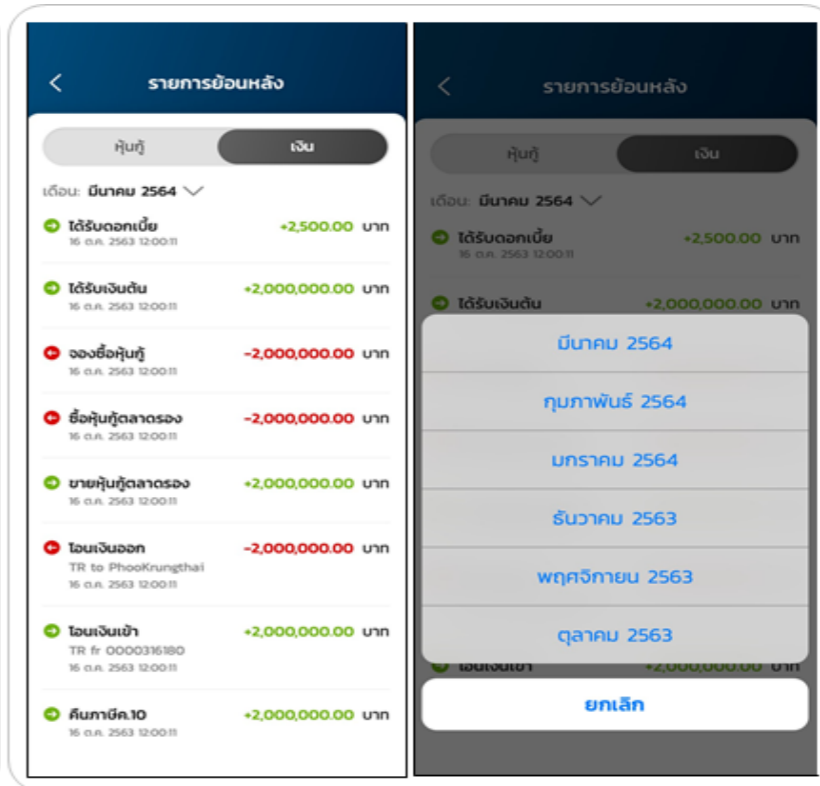 รายการย้อนหลัง
หุ้นกู้
เงิน
เดือน: มีนาคม 2564
ได้รับดอกเบี้ย +2,500.00 บาท
16 ต.ค. 2563 12:00:11
ได้รับเงินต้น +2,000,000.00 บาท
16 ต.ค. 2563 12:00:11
จองซื้อหุ้นกู้ -2,000,000.00 บาท
16 ต.ค. 2563 12:00:11
ซื้อหุ้นกู้ตลาดรอง -2,000,000.00 บาท
16 ต.ค. 2563 12:00:11
ขายหุ้นกู้ตลาดรอง +2,000,000.00 บาท
16 ต.ค. 2563 12:00:11
โอนเงินออก -2,000,000.00 บาท
TR to PhooKrungthai
16 ต.ค. 2563 12:00:11
โอนเงินเข้า +2,000,000.00 บาท
TR fr 0000316180
16 ต.ค. 2563 12:00:11
คืนภาษีค.10 +2,000,000.00 บาท
16 ต.ค. 2563 12:00:11
รายการย้อนหลัง
หุ้นกู้
เงิน
เดือน: มีนาคม 2564
ได้รับดอกเบี้ย +2,500.00 บาท
16 ต.ค. 2563 12:00:11
ได้รับเงินต้น +2,000,000.00 บาท
มีนาคม 2564
กุมภาพันธ์ 2564
มกราคม 2564
ธันวาคม 2563
พฤศจิกายน 2563
ตุลาคม 2563
โอนเงินเข้า +2,000,000.00 บาท
ยกเลิก